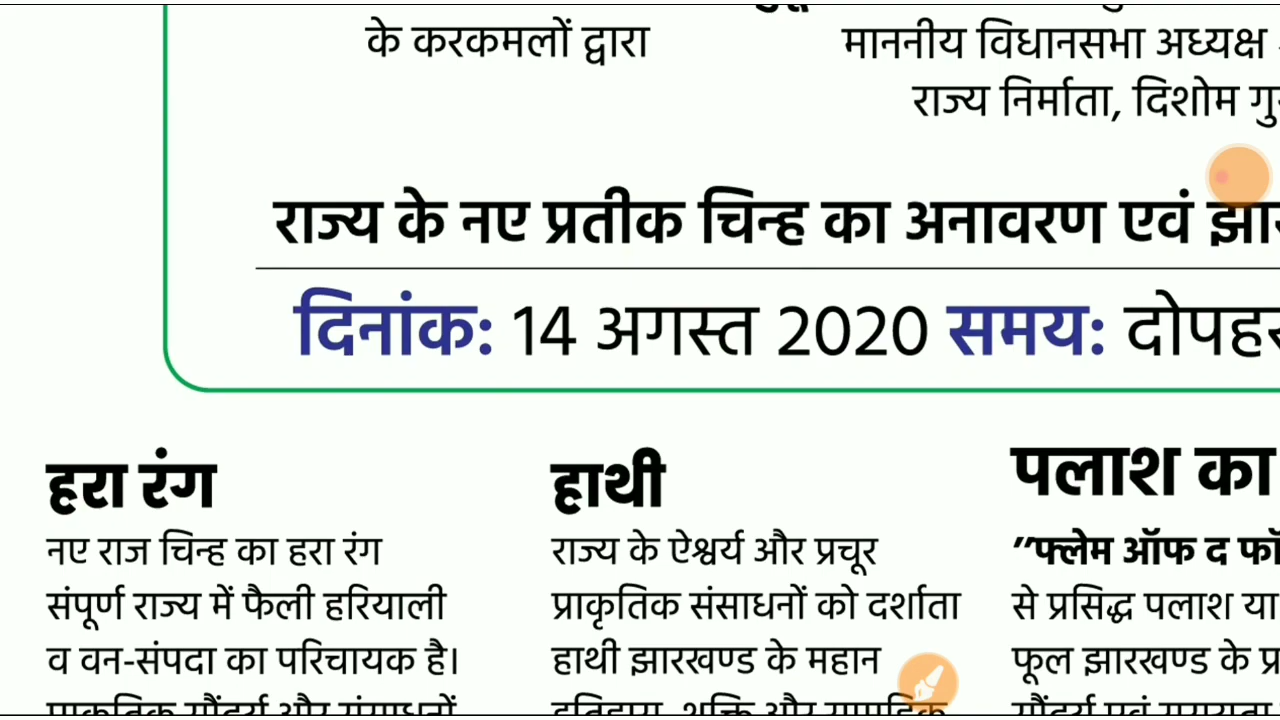 के करकमलों द्वारा
माननीय विधानसभा अध्यक्ष
राज्य निर्माता, दिशोम
राज्य के नए प्रतीक चिन्ह का अनावरण एवं
दिनांक: 14 अगस्त 2020 समय:
हरा रंग
नए राज चिन्ह का हरा रंग
संपूर्ण राज्य में फैली हरियाली
व वन-संपदा का परिचायक है।
हाथी
राज्य के ऐश्वर्य और प्रचूर
प्राकृतिक संसाधनों को दर्शाता
हाथी झारखण्ड के महान
पलाश का
"फ्लेम ऑफ द
से प्रसिद्ध पलाश या
फूल झारखण्ड के